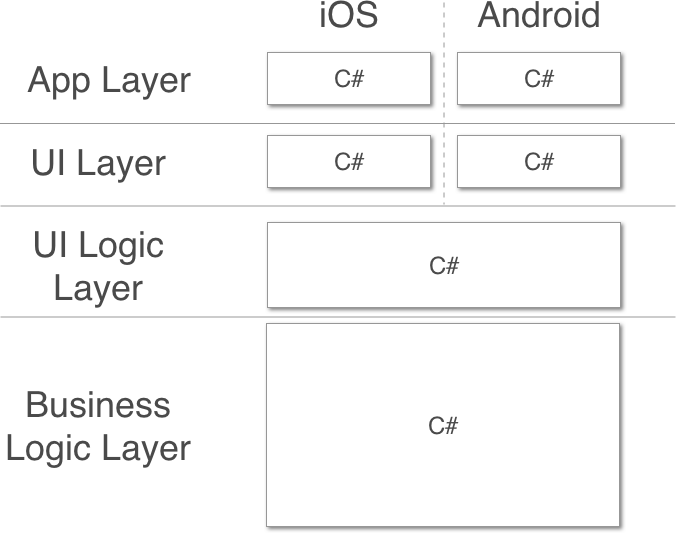 iOS Android
App Layer C# C#
UI Layer C# C#
UI Logic
Layer
C#
Business
Logic Layer
C#